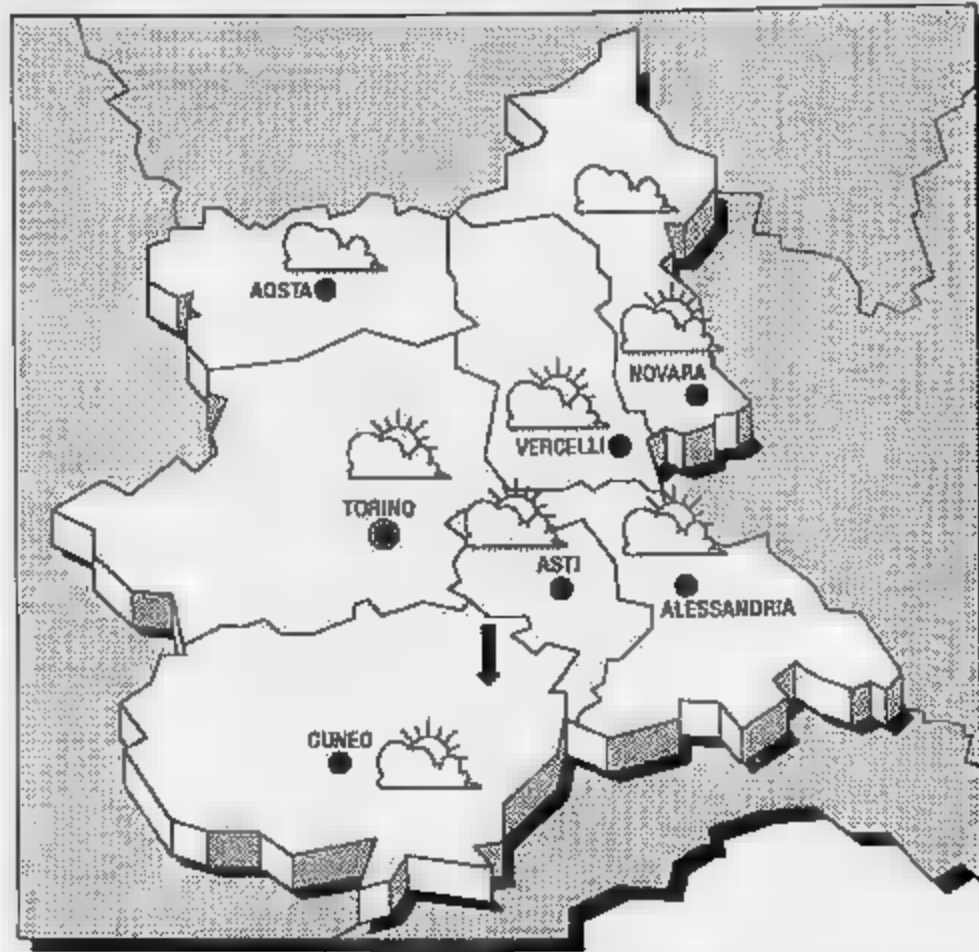 AOSTA
NOVARA
VERCELLI
TORINO
ASTI
ALESSANDRIA
CUNEO